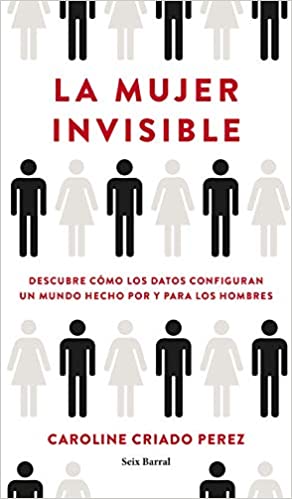 LA MUJER
INVISIBLE
DESCUBRE CÓMO LOS DATOS CONFIGURAN
UN MUNDO HECHO POR Y PARA LOS HOMBRES
CAROLINE CRIADO PEREZ
Seix Barral